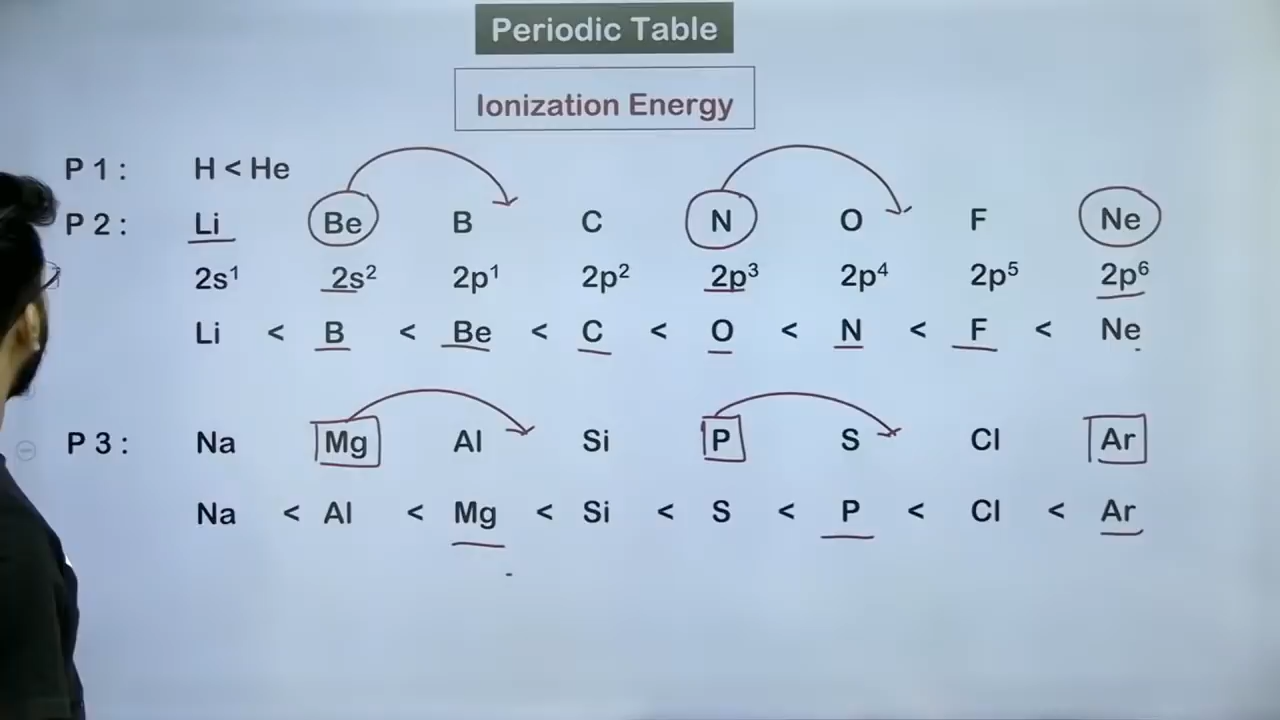 Periodic Table
Ionization Energy
P 1 : H < He
P 2 : Li Be B C N O F Ne
2s¹ 2s² 2p¹ 2p² 2p³ 2p⁴ 2p⁵ 2p⁶
Li < B < Be < C < O < N < F < Ne
P 3 : Na Mg Al Si P S Cl Ar
Na < Al < Mg < Si < S < P < Cl < Ar